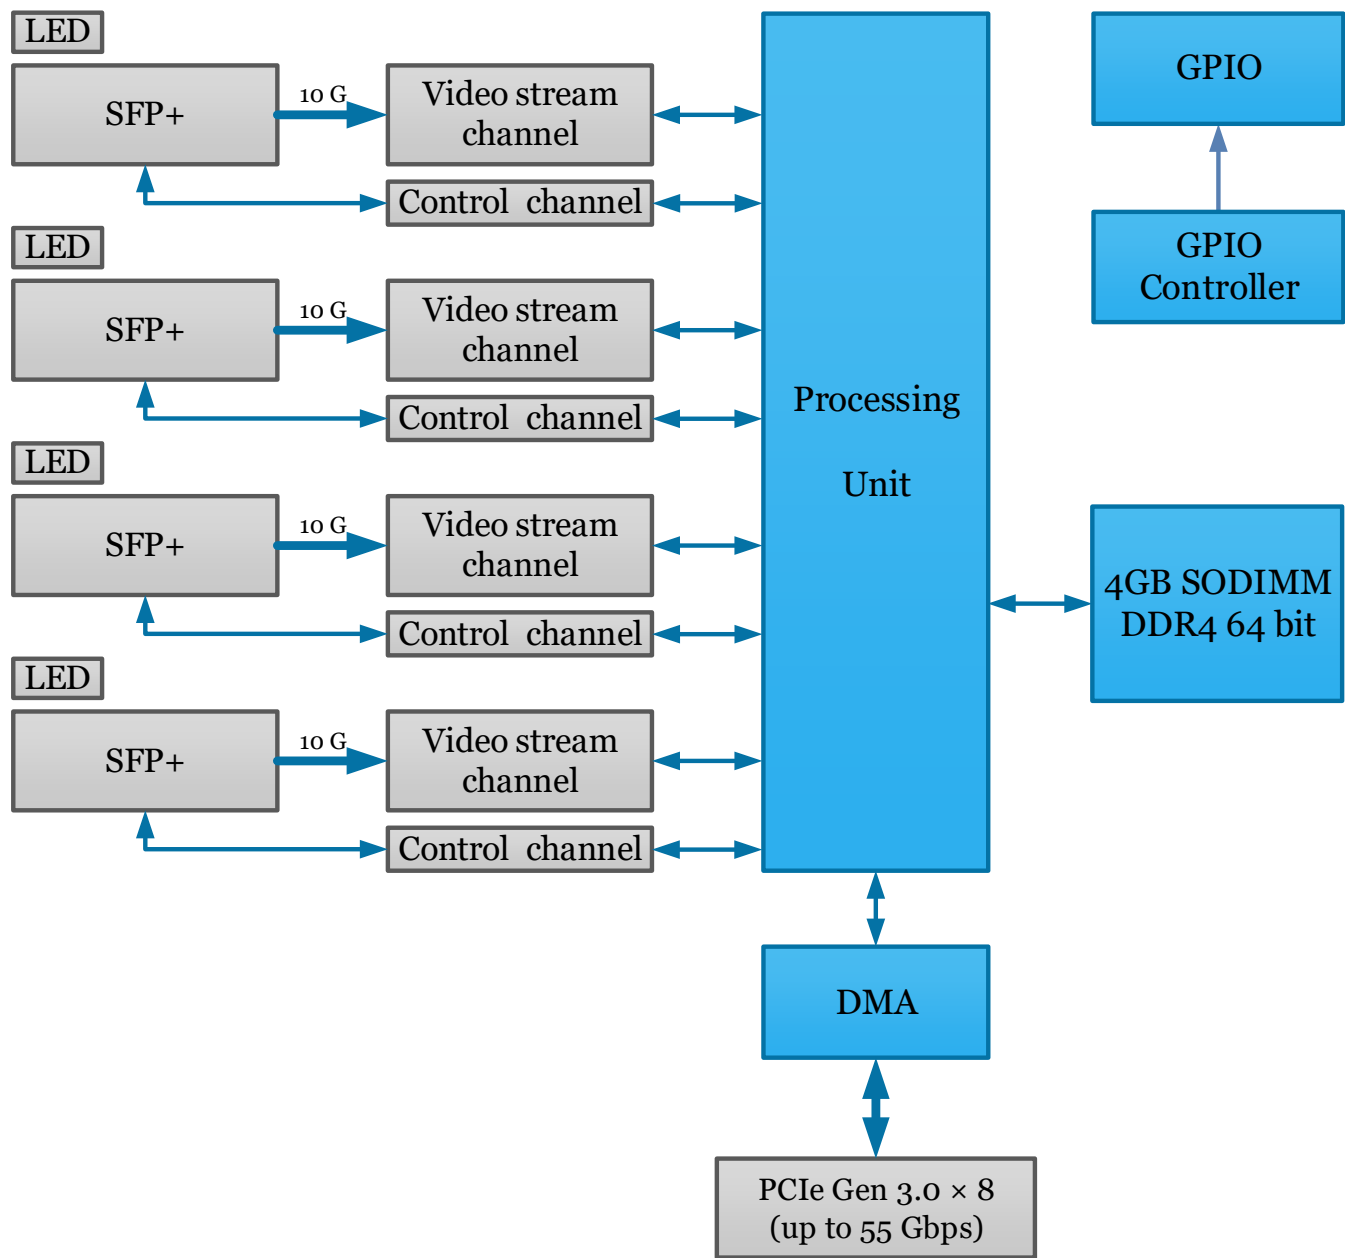 LED
SFP+
10 G
Video stream
channel
Control channel
LED
SFP+
10 G
Video stream
channel
Control channel
LED
SFP+
10 G
Video stream
channel
Control channel
LED
SFP+
10 G
Video stream
channel
Control channel
Processing
Unit
GPIO
GPIO
Controller
4GB SODIMM
DDR4 64 bit
DMA
PCIe Gen 3.0 × 8
(up to 55 Gbps)